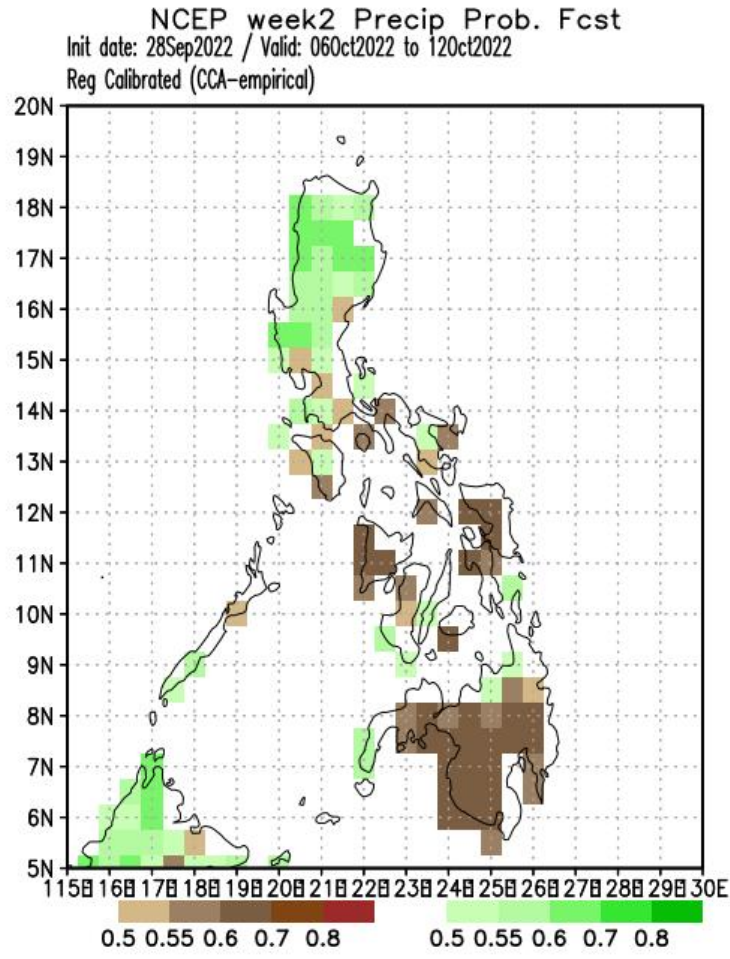 NCEP week2 Precip Prob. Fcst
Init date: 28Sep2022 / Valid: 06Oct2022 to 12Oct2022
Reg Calibrated (CCA-empirical)
20N
19N
18N
17N
16N
15N
14N
13N
12N
11N
10N
9N
8N
7N
6N
5N
115E 116E 117E 118E 119E 120E 121E 122E 123E 124E 125E 126E 127E 128E 129E 130E
0.5 0.55 0.6 0.7 0.8 0.5 0.55 0.6 0.7 0.8